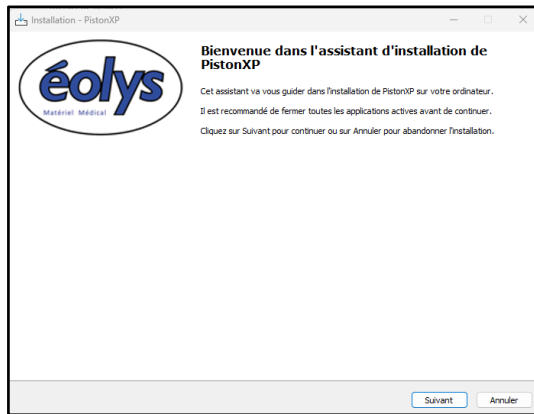 Installation - PistonXP
éolys
Matériel Médical
Bienvenue dans l'assistant d'installation de
PistonXP
Cet assistant va vous guider dans l'installation de PistonXP sur votre ordinateur.
Il est recommandé de fermer toutes les applications actives avant de continuer.
Cliquez sur Suivant pour continuer ou sur Annuler pour abandonner l'installation.
Suivant
Annuler